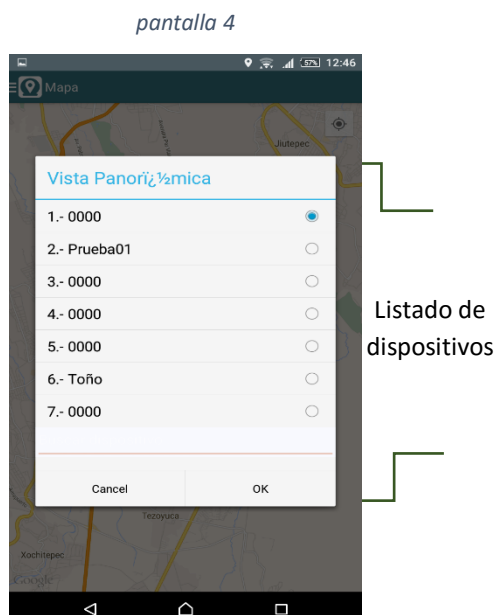 pantalla 4
57% 12:46
Mapa
Jiutepec
Vista Panorï¿½mica
1.- 0000
2.- Prueba01
3.- 0000
4.- 0000
5.- 0000
6.- Toño
7.- 0000
Listado de
dispositivos
Cancel OK
Tezoyuca
Xochitepec
Google